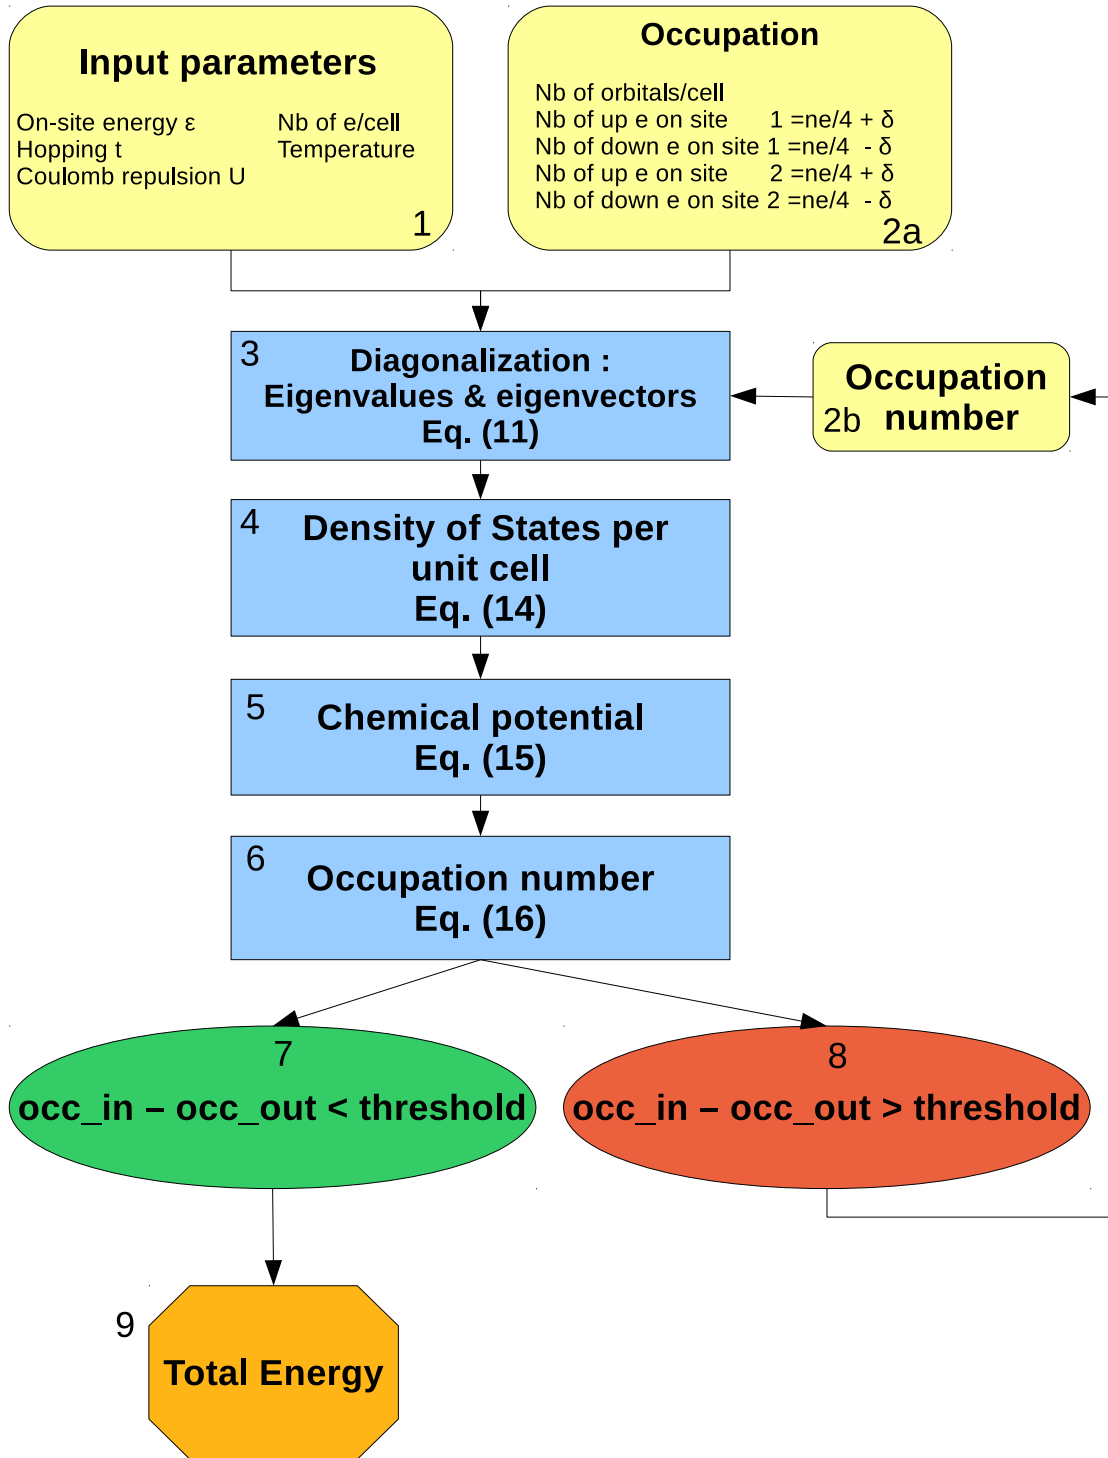 Input parameters
On-site energy ε Nb of e/cell
Hopping t Temperature
Coulomb repulsion U
1
Occupation
Nb of orbitals/cell
Nb of up e on site 1 =ne/4 + δ
Nb of down e on site 1 =ne/4 - δ
Nb of up e on site 2 =ne/4 + δ
Nb of down e on site 2 =ne/4 - δ
2a
3
Diagonalization :
Eigenvalues & eigenvectors
Eq. (11)
Occupation
2b number
4
Density of States per
unit cell
Eq. (14)
5
Chemical potential
Eq. (15)
6
Occupation number
Eq. (16)
7
occ_in – occ_out < threshold
8
occ_in – occ_out > threshold
9
Total Energy